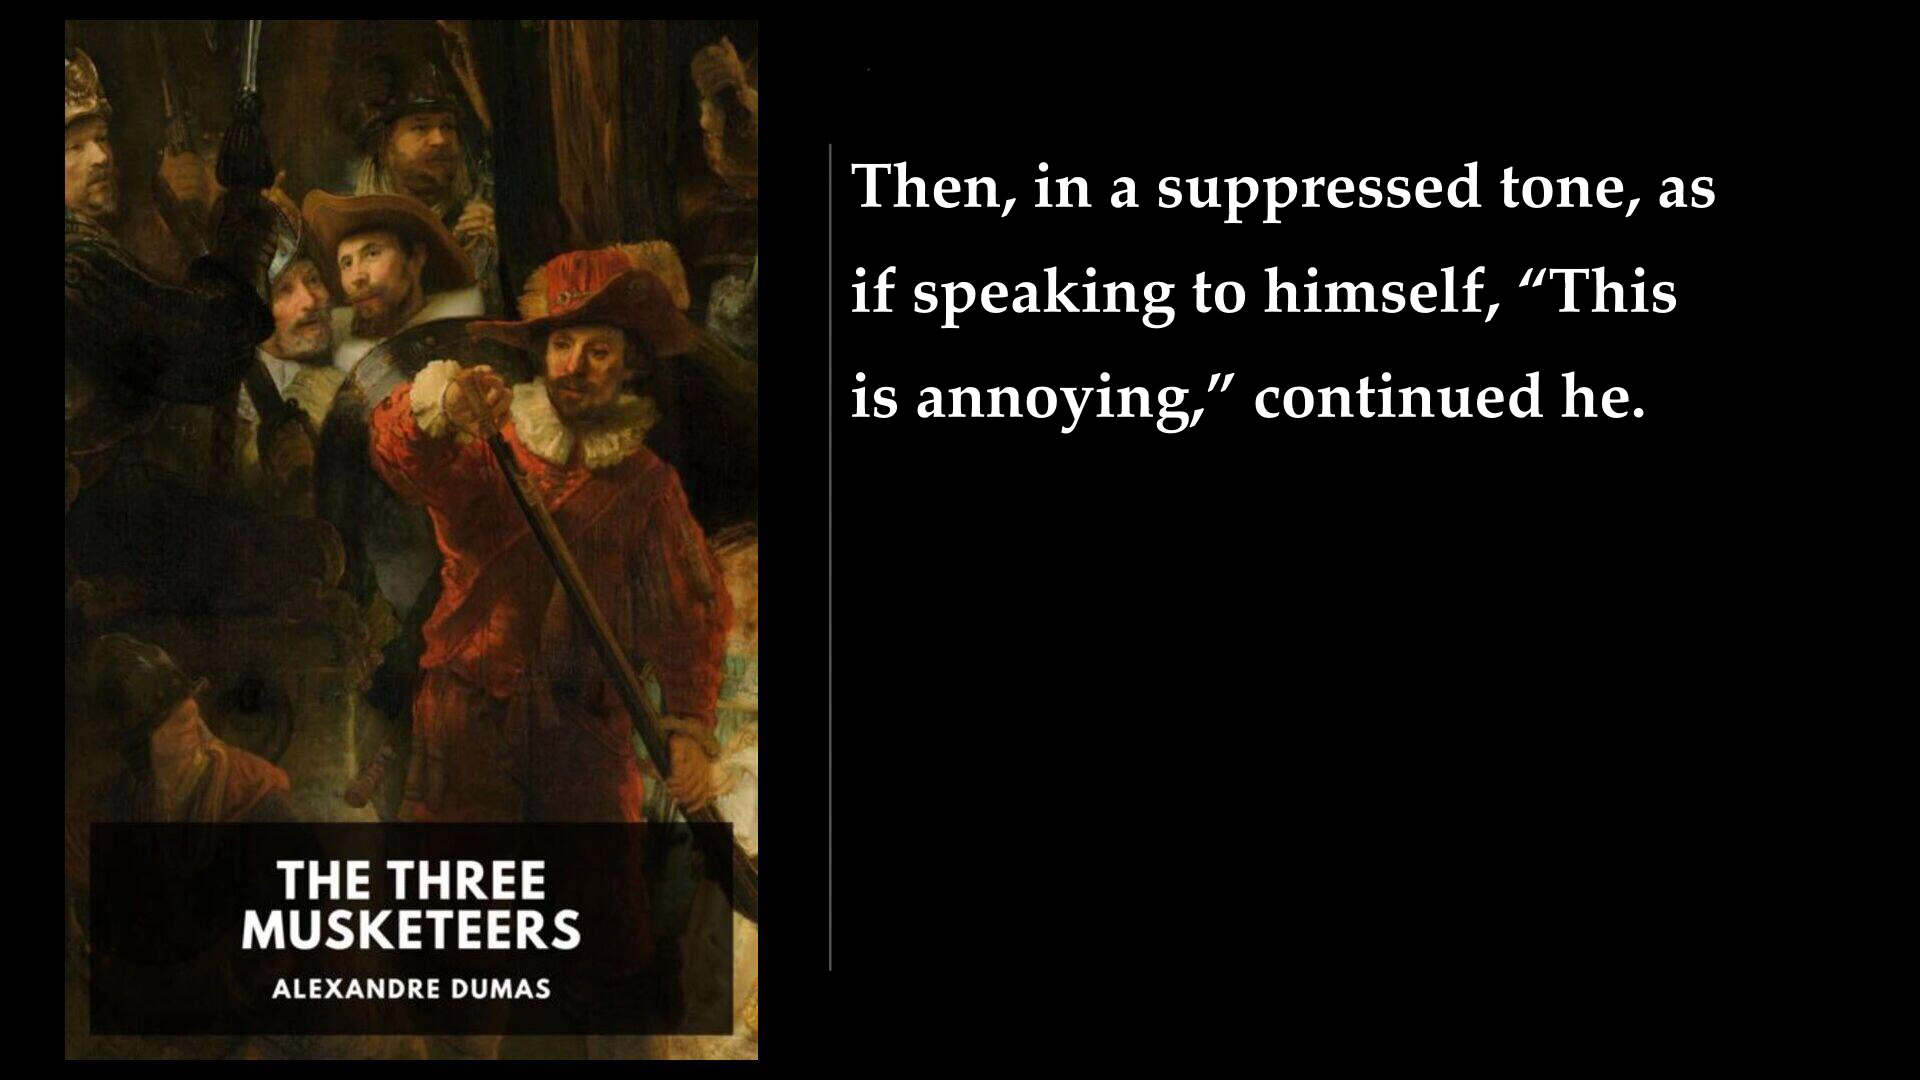 Then, in a suppressed tone, as
if speaking to himself, “This
is annoying,” continued he.
THE THREE
MUSKETEERS
ALEXANDRE DUMAS